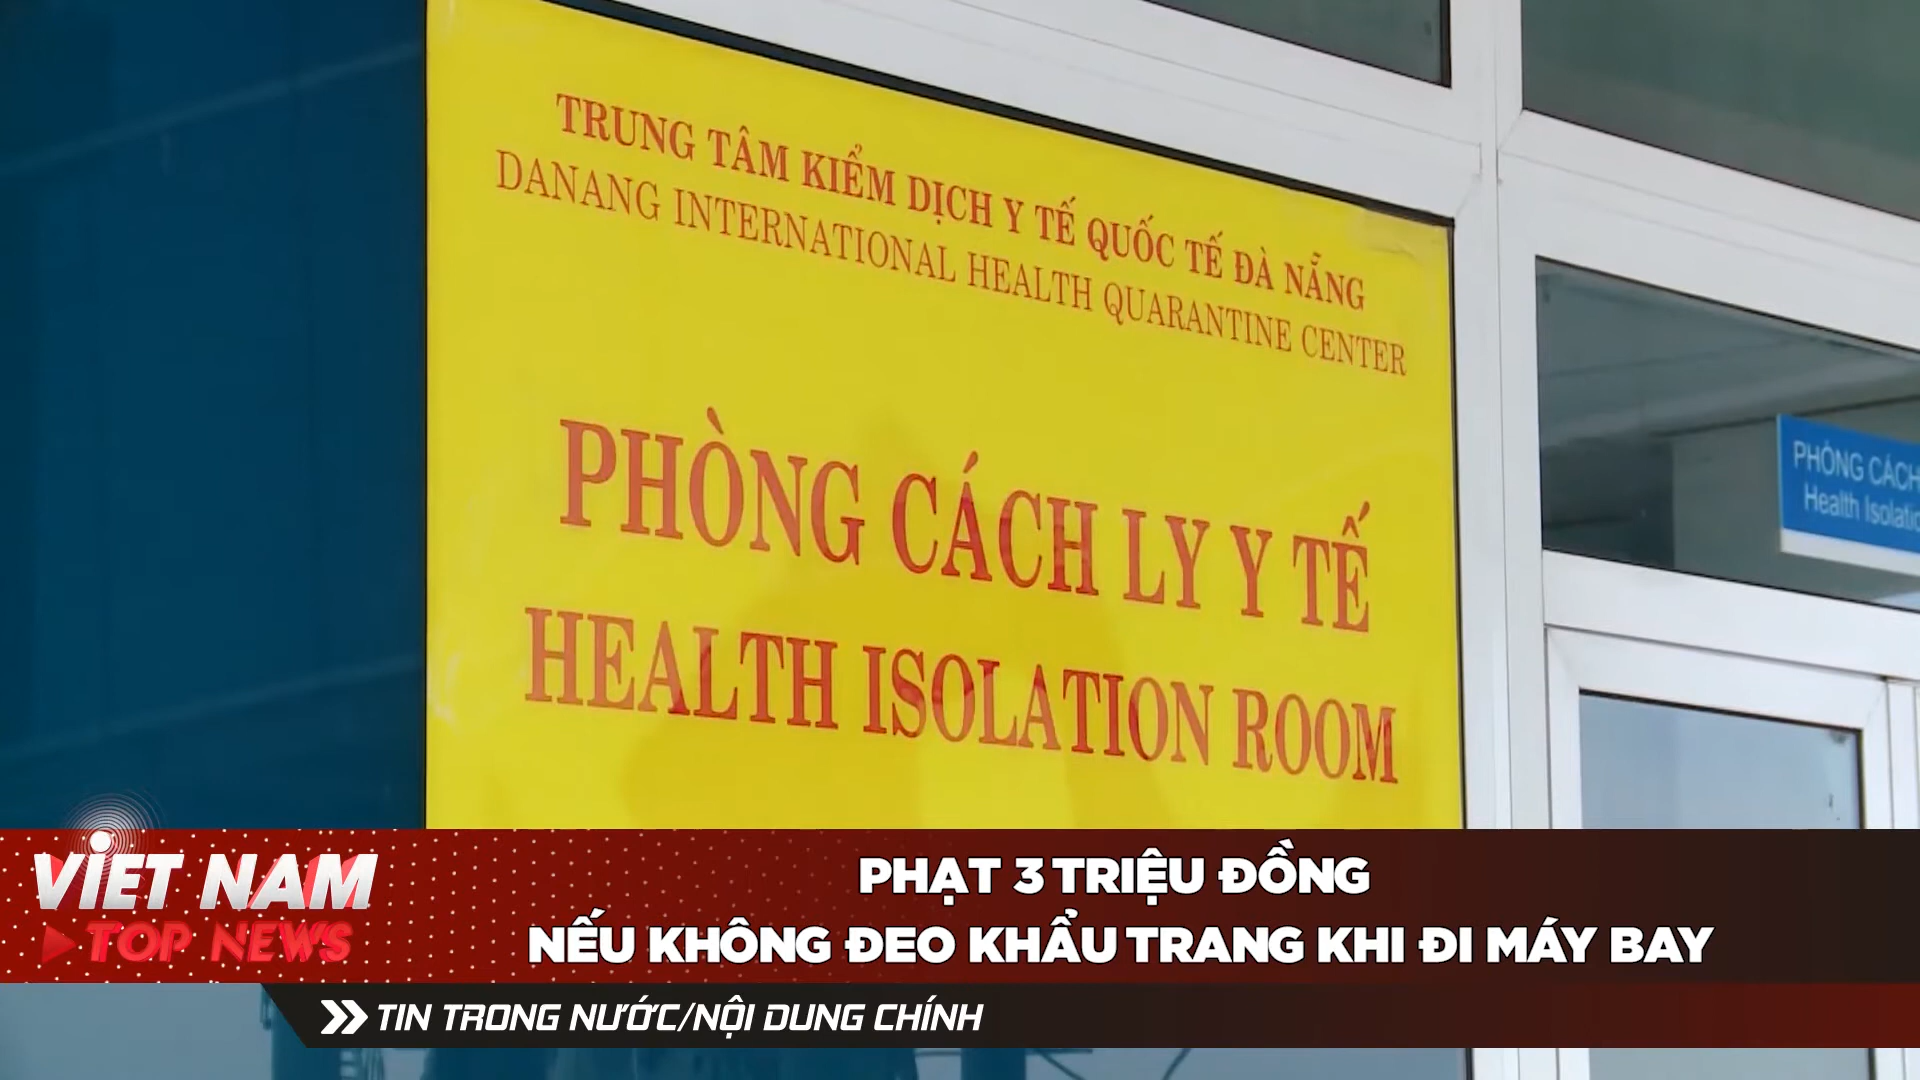 TRUNG TÂM KIỂM DỊCH Y TẾ QUỐC TẾ ĐÀ NẴNG
DANANG INTERNATIONAL HEALTH QUARANTINE CENTER
PHÒNG CÁCH LY Y TẾ
HEALTH ISOLATION ROOM
PHÒNG CÁCH
Health Isolatio
VIET NAM
TOP NEWS
PHẠT 3 TRIỆU ĐỒNG
NẾU KHÔNG ĐEO KHẨU TRANG KHI ĐI MÁY BAY
TIN TRONG NƯỚC/NỘI DUNG CHÍNH